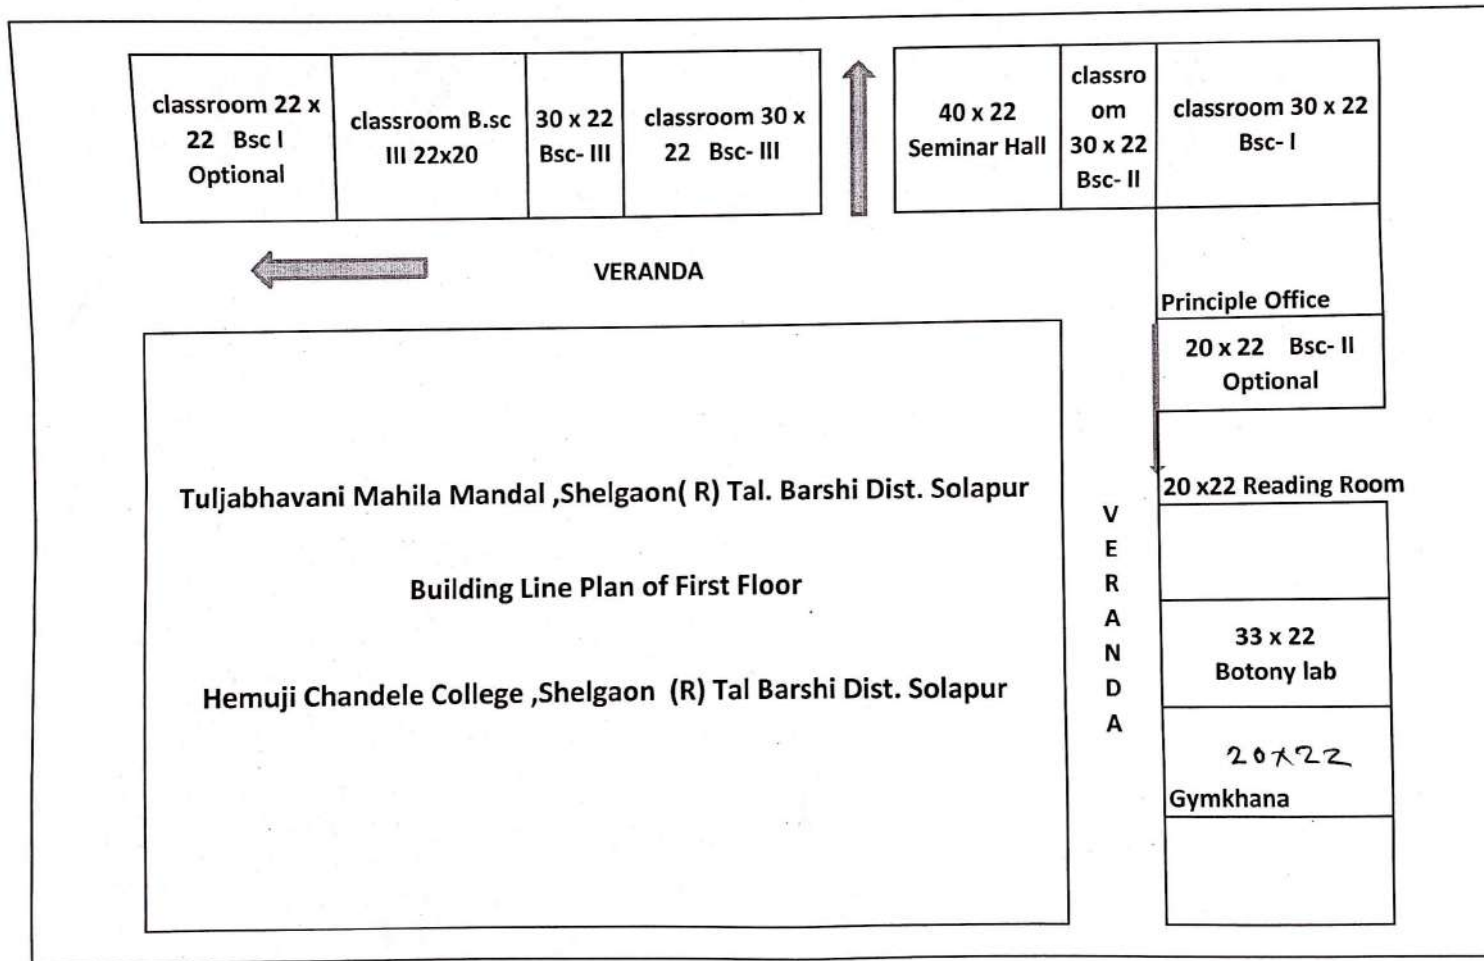 classroom 22 x
22 Bsc I
Optional
classroom B.sc
III 22x20
30 x 22
Bsc- III
classroom 30 x
22 Bsc- III
40 x 22
Seminar Hall
classro
om
30 x 22
Bsc- II
classroom 30 x 22
Bsc- I
VERANDA
Principle Office
20 x 22 Bsc- II
Optional
20 x22 Reading Room
Tuljabhavani Mahila Mandal ,Shelgaon( R) Tal. Barshi Dist. Solapur
Building Line Plan of First Floor
Hemuji Chandele College ,Shelgaon (R) Tal Barshi Dist. Solapur
V
E
R
A
N
D
A
33 x 22
Botony lab
20x22
Gymkhana